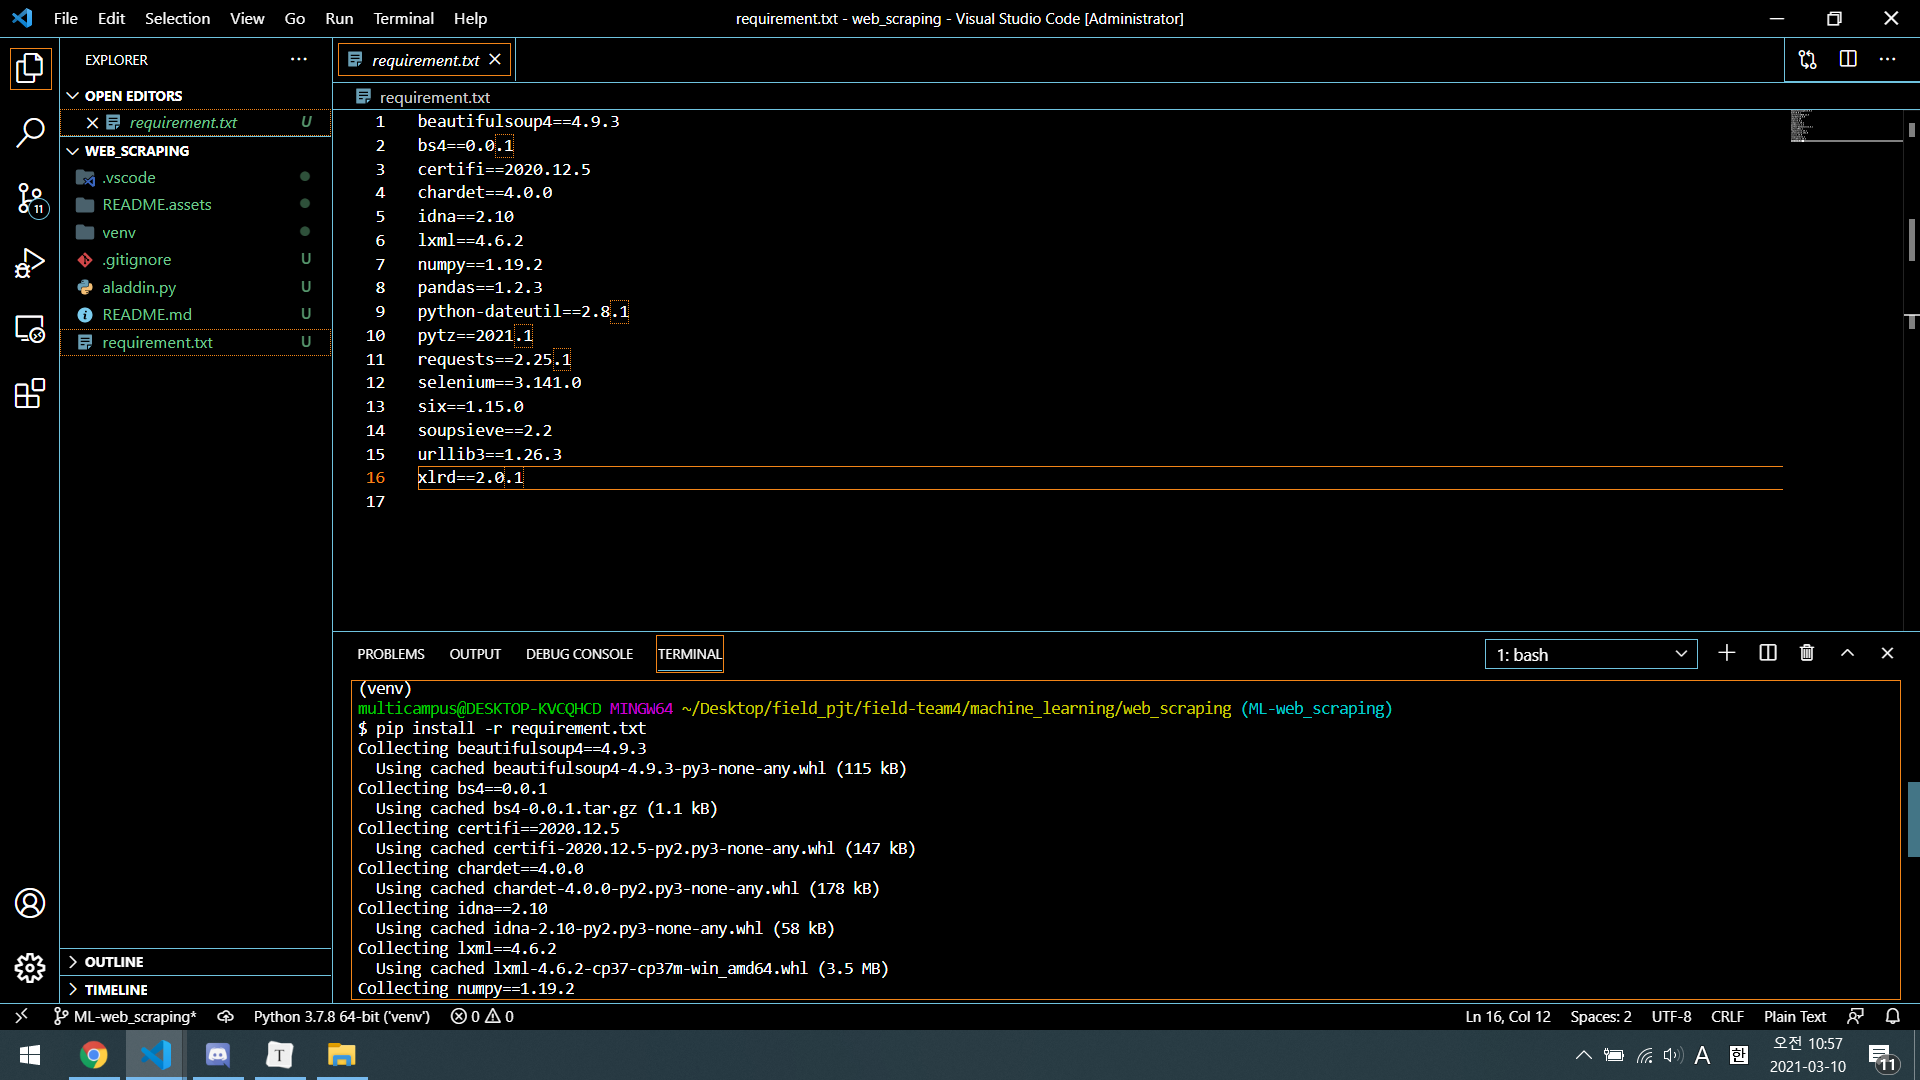 File Edit Selection View Go Run Terminal Help
requirement.txt - web_scraping - Visual Studio Code [Administrator]
EXPLORER
OPEN EDITORS
requirement.txt U
WEB_SCRAPING
.vscode
README.assets
venv
.gitignore U
aladdin.py U
README.md U
requirement.txt U
OUTLINE
TIMELINE
11
requirement.txt
requirement.txt
1 beautifulsoup4==4.9.3
2 bs4==0.0.1
3 certifi==2020.12.5
4 chardet==4.0.0
5 idna==2.10
6 lxml==4.6.2
7 numpy==1.19.2
8 pandas==1.2.3
9 python-dateutil==2.8.1
10 pytz==2021.1
11 requests==2.25.1
12 selenium==3.141.0
13 six==1.15.0
14 soupsieve==2.2
15 urllib3==1.26.3
16 xlrd==2.0.1
17
PROBLEMS OUTPUT DEBUG CONSOLE TERMINAL
1: bash
(venv)
multicampus@DESKTOP-KVCQHCD MINGW64 ~/Desktop/field_pjt/field-team4/machine_learning/web_scraping (ML-web_scraping)
$ pip install -r requirement.txt
Collecting beautifulsoup4==4.9.3
Using cached beautifulsoup4-4.9.3-py3-none-any.whl (115 kB)
Collecting bs4==0.0.1
Using cached bs4-0.0.1.tar.gz (1.1 kB)
Collecting certifi==2020.12.5
Using cached certifi-2020.12.5-py2.py3-none-any.whl (147 kB)
Collecting chardet==4.0.0
Using cached chardet-4.0.0-py2.py3-none-any.whl (178 kB)
Collecting idna==2.10
Using cached idna-2.10-py2.py3-none-any.whl (58 kB)
Collecting lxml==4.6.2
Using cached lxml-4.6.2-cp37-cp37m-win_amd64.whl (3.5 MB)
Collecting numpy==1.19.2
ML-web_scraping* Python 3.7.8 64-bit ('venv') 0 0 Ln 16, Col 12 Spaces: 2 UTF-8 CRLF Plain Text
T
A 한 오전 10:57
2021-03-10
11